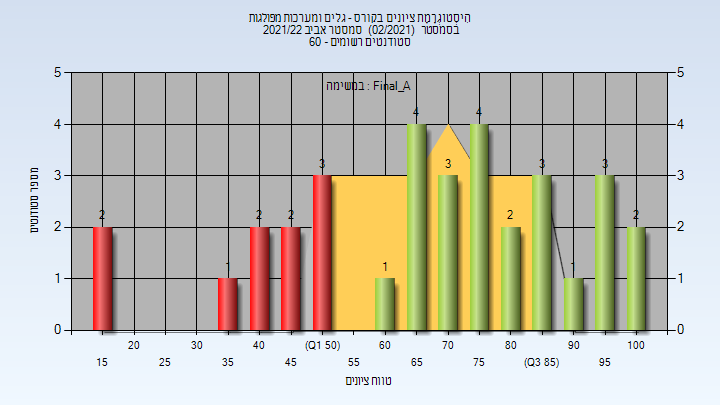 היסטוגרמת ציונים בקורס - גלים ומערכות מפולגות
בסמסטר (02/2021) סמסטר אביב 2021/22
סטודנטים רשומים - 60
במשימה : Final_A
מספר סטודנטים
5 5
4 4
3 3
2 2
1 1
0 0
2 1 2 2 3 1 4 3 4 2 3 1 3 2
20 30 40 (Q1 50) 60 70 80 90 100
15 25 35 45 55 65 75 (Q3 85) 95
טווח ציונים